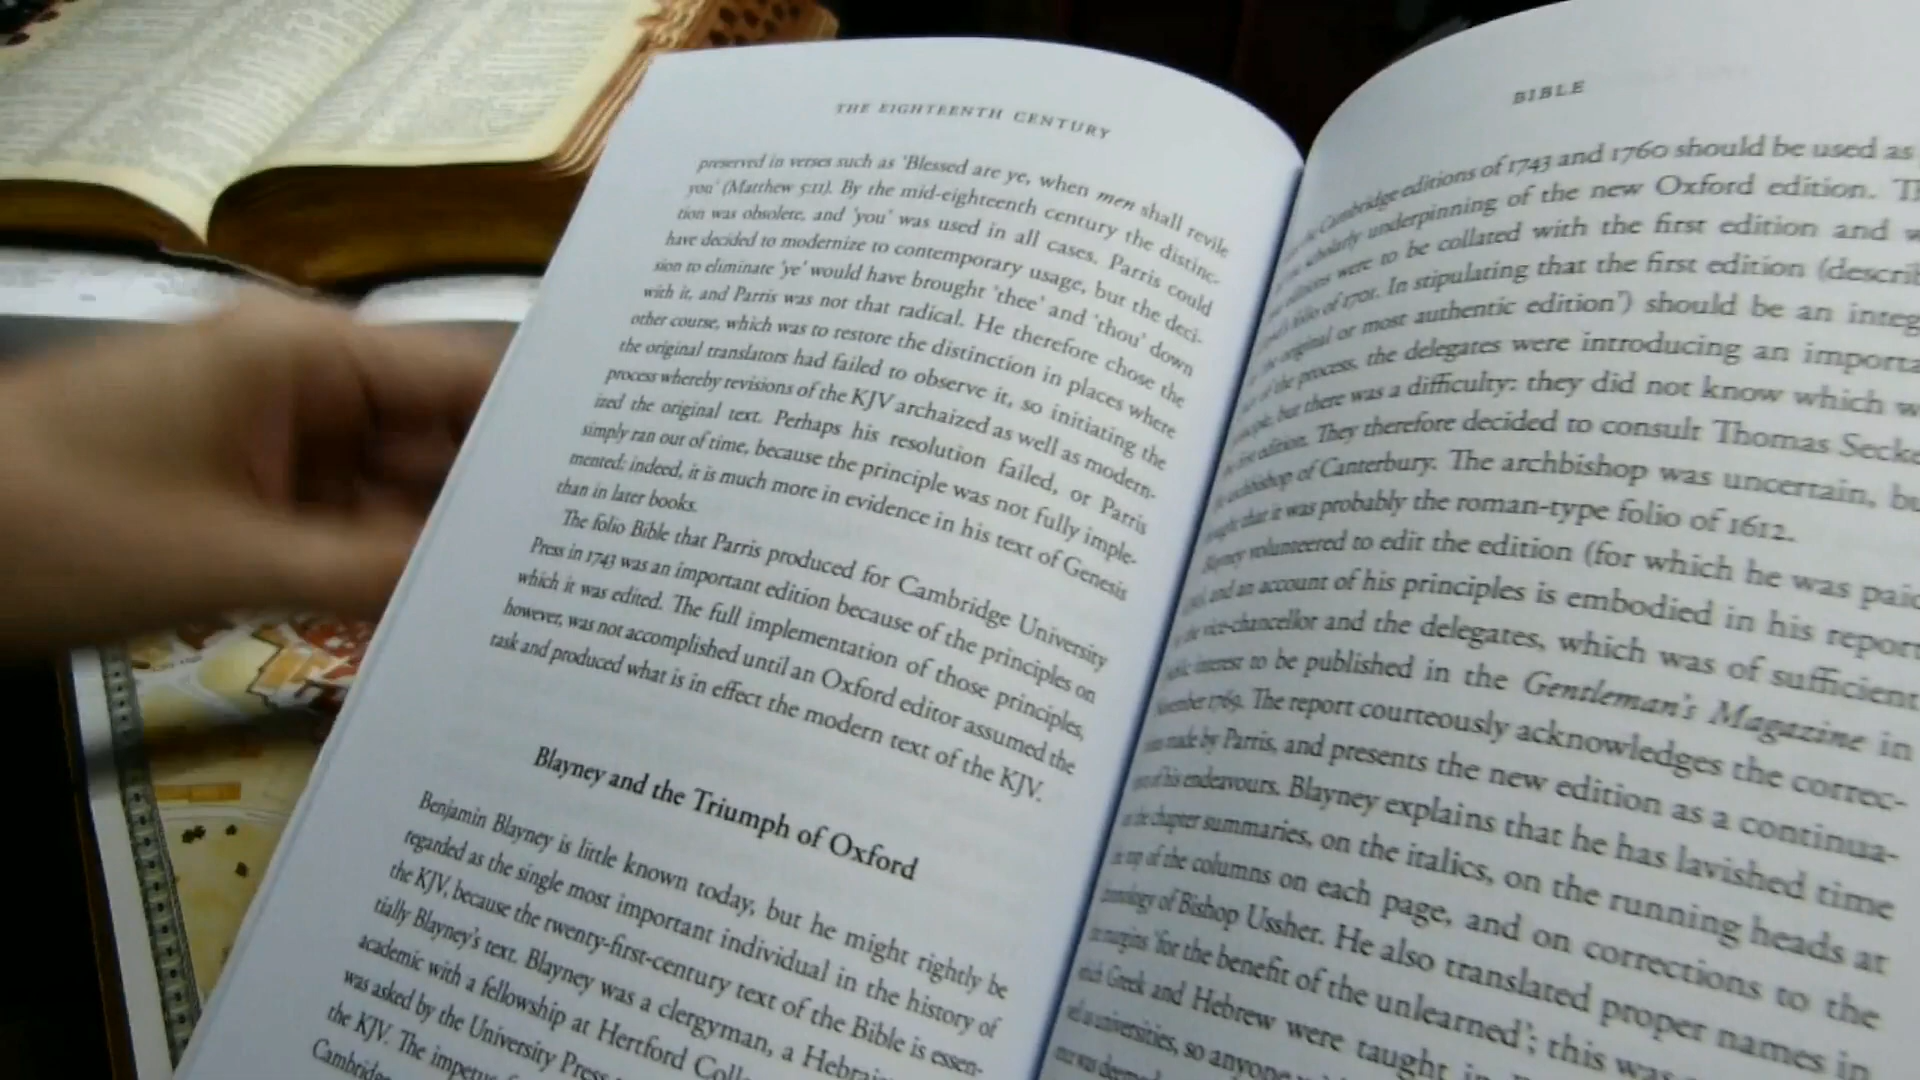 THE EIGHTEENTH CENTURY
preserved in verses such as 'Blessed are ye, when men shall revile
you' (Matthew 5:11). By the mid-eighteenth century the distinc-
tion was obsolete, and 'you' was used in all cases. Parris could
have decided to modernize to contemporary usage, but the deci-
sion to eliminate 'ye' would have brought 'thee' and 'thou' down
with it, and Parris was not that radical. He therefore chose the
other course, which was to restore the distinction in places where
the original translators had failed to observe it, so initiating the
process whereby revisions of the KJV archaized as well as modern-
ized the original text. Perhaps his resolution failed, or Parris
simply ran out of time, because the principle was not fully imple-
mented: indeed, it is much more in evidence in his text of Genesis
than in later books.
The folio Bible that Parris produced for Cambridge University
Press in 1743 was an important edition because of the principles on
which it was edited. The full implementation of those principles,
however, was not accomplished until an Oxford editor assumed the
task and produced what is in effect the modern text of the KJV.
Blayney and the Triumph of Oxford
Benjamin Blayney is little known today, but he might rightly be
regarded as the single most important individual in the history of
the KJV, because the twenty-first-century text of the Bible is essen-
tially Blayney's text. Blayney was a clergyman, a Hebrai
academic with a fellowship at Hertford Coll
was asked by the University Press
the KJV. The impetu
Cambridge
BIBLE
Cambridge editions of 1743 and 1760 should be used as
scholarly underpinning of the new Oxford edition. Th
editions were to be collated with the first edition and w
folio of 1701. In stipulating that the first edition (describ
original or most authentic edition') should be an integ
of the process, the delegates were introducing an importa
but there was a difficulty: they did not know which w
first edition. They therefore decided to consult Thomas Secke
archbishop of Canterbury. The archbishop was uncertain, bu
that it was probably the roman-type folio of 1612.
Blayney volunteered to edit the edition (for which he was paid
and an account of his principles is embodied in his report
vice-chancellor and the delegates, which was of sufficient
interest to be published in the Gentleman's Magazine in
November 1769. The report courteously acknowledges the correc-
made by Parris, and presents the new edition as a continua-
of his endeavours. Blayney explains that he has lavished time
on the chapter summaries, on the italics, on the running heads at
top of the columns on each page, and on corrections to the
of Bishop Ussher. He also translated proper names in
margins 'for the benefit of the unlearned'; this was
Greek and Hebrew were taught in
universities, so anyone
was deemed